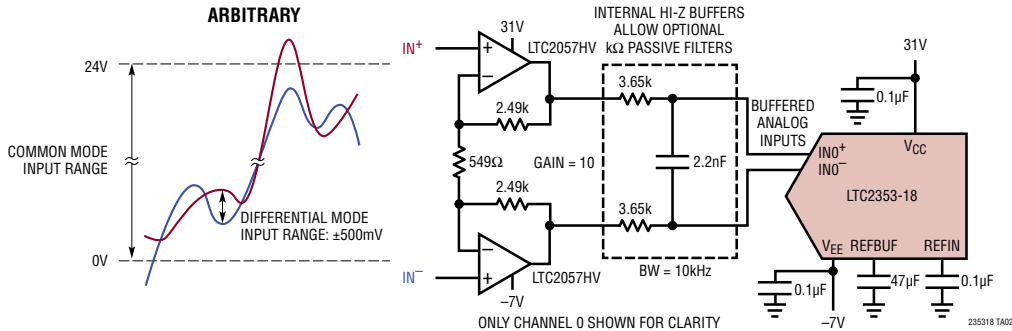 ARBITRARY
24V
COMMON MODE
INPUT RANGE
DIFFERENTIAL MODE
INPUT RANGE: ±500mV
0V
IN+
31V
LTC2057HV
2.49k
549Ω
GAIN = 10
2.49k
IN−
LTC2057HV
−7V
INTERNAL HI-Z BUFFERS
ALLOW OPTIONAL
kΩ PASSIVE FILTERS
3.65k
2.2nF
3.65k
BW = 10kHz
BUFFERED
ANALOG
INPUTS
31V
0.1µF
VCC
IN0+
IN0−
LTC2353-18
VEE
REFBUF
REFIN
0.1µF
47µF
0.1µF
−7V
ONLY CHANNEL 0 SHOWN FOR CLARITY
235318 TA02